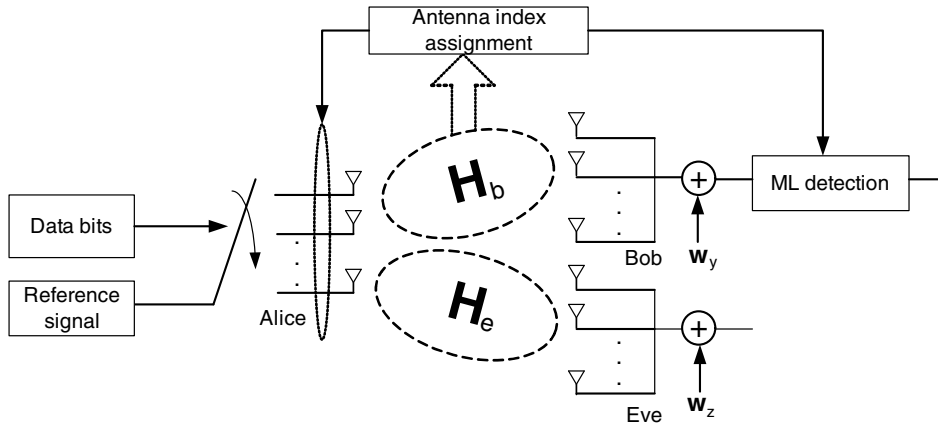 Antenna index
assignment
H_b
Data bits
+
ML detection
Bob
w_y
Reference
signal
Alice
H_e
+
Eve
w_z